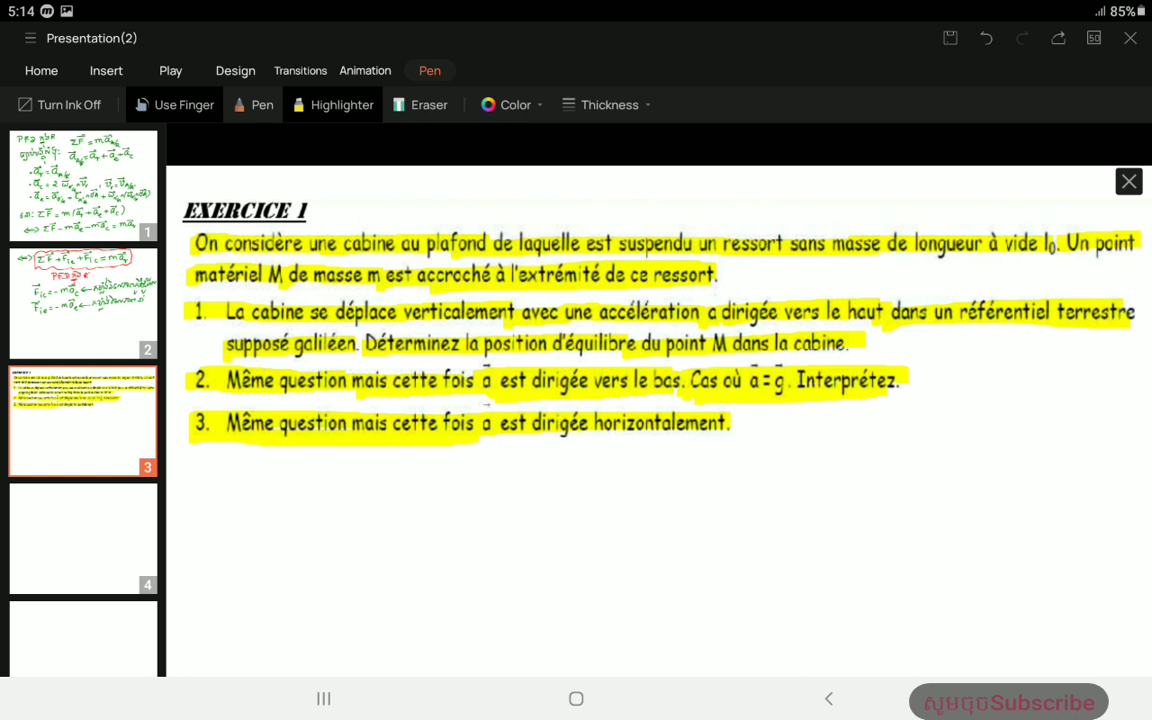 5:14
85%
Presentation(2)
50
Home Insert Play Design Transitions Animation Pen
Turn Ink Off Use Finger Pen Highlighter Eraser Color Thickness
1
2
3
4
EXERCICE 1
On considère une cabine au plafond de laquelle est suspendu un ressort sans masse de longueur à vide l₀. Un point
matériel M de masse m est accroché à l'extrémité de ce ressort.
1. La cabine se déplace verticalement avec une accélération a dirigée vers le haut dans un référentiel terrestre
supposé galiléen. Déterminez la position d'équilibre du point M dans la cabine.
2. Même question mais cette fois a⃗ est dirigée vers le bas. Cas où a⃗ = g⃗. Interprétez.
3. Même question mais cette fois a⃗ est dirigée horizontalement.
សូមចុចSubscribe